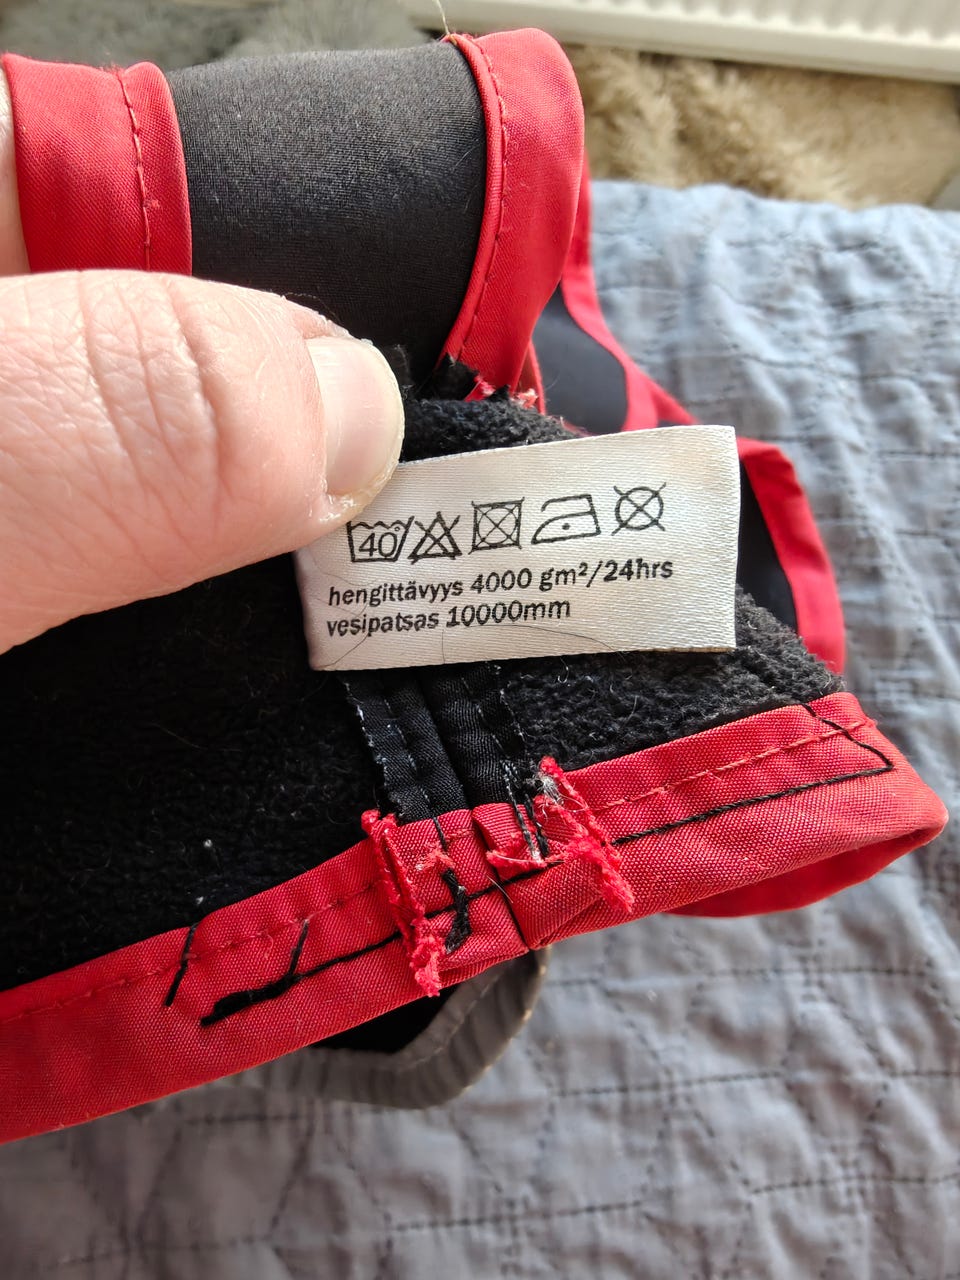 40°
hengittävyys 4000 gm²/24hrs
vesipatsas 10000mm